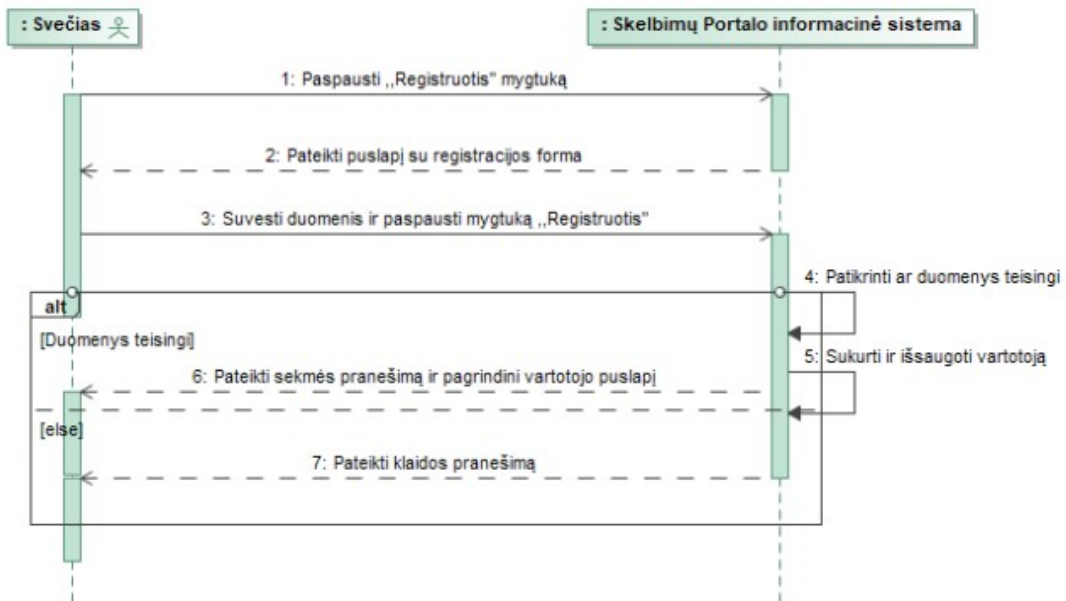 : Svečias
: Skelbimų Portalo informacinė sistema
1: Paspausti ,,Registruotis" mygtuką
2: Pateikti puslapį su registracijos forma
3: Suvesti duomenis ir paspausti mygtuką ,,Registruotis"
4: Patikrinti ar duomenys teisingi
alt
[Duomenys teisingi]
5: Sukurti ir išsaugoti vartotoją
6: Pateikti sekmės pranešimą ir pagrindini vartotojo puslapį
[else]
7: Pateikti klaidos pranešimą